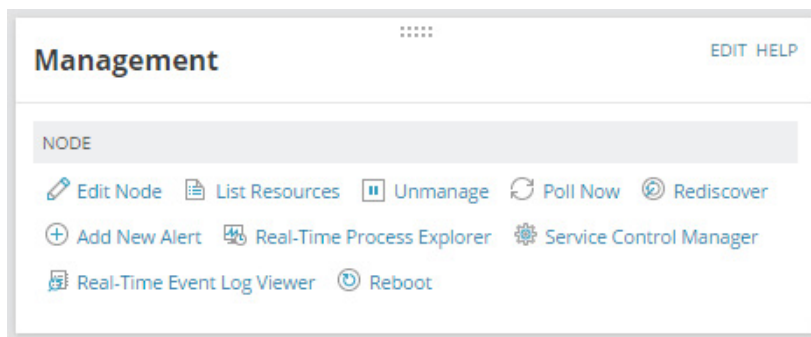 Management
EDIT HELP
NODE
Edit Node List Resources Unmanage Poll Now Rediscover
Add New Alert Real-Time Process Explorer Service Control Manager
Real-Time Event Log Viewer Reboot